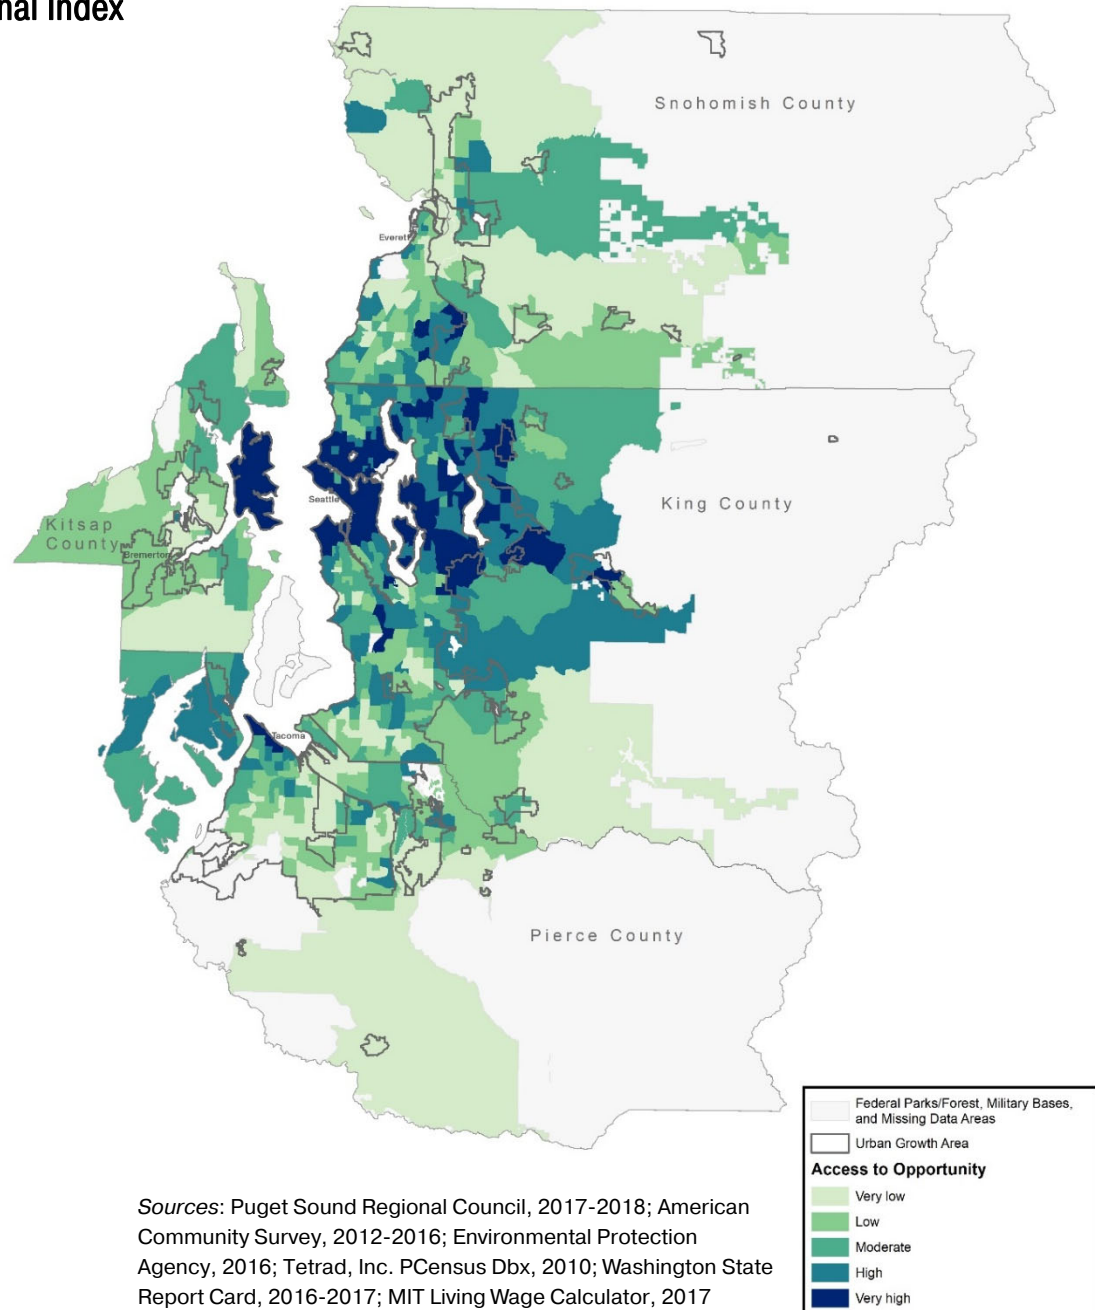 nal Index
Snohomish County
Everett
King County
Seattle
Kitsap
County
Bremerton
Tacoma
Pierce County
Federal Parks/Forest, Military Bases,
and Missing Data Areas
Urban Growth Area
Access to Opportunity
Very low
Low
Moderate
High
Very high
Sources: Puget Sound Regional Council, 2017-2018; American
Community Survey, 2012-2016; Environmental Protection
Agency, 2016; Tetrad, Inc. PCensus Dbx, 2010; Washington State
Report Card, 2016-2017; MIT Living Wage Calculator, 2017